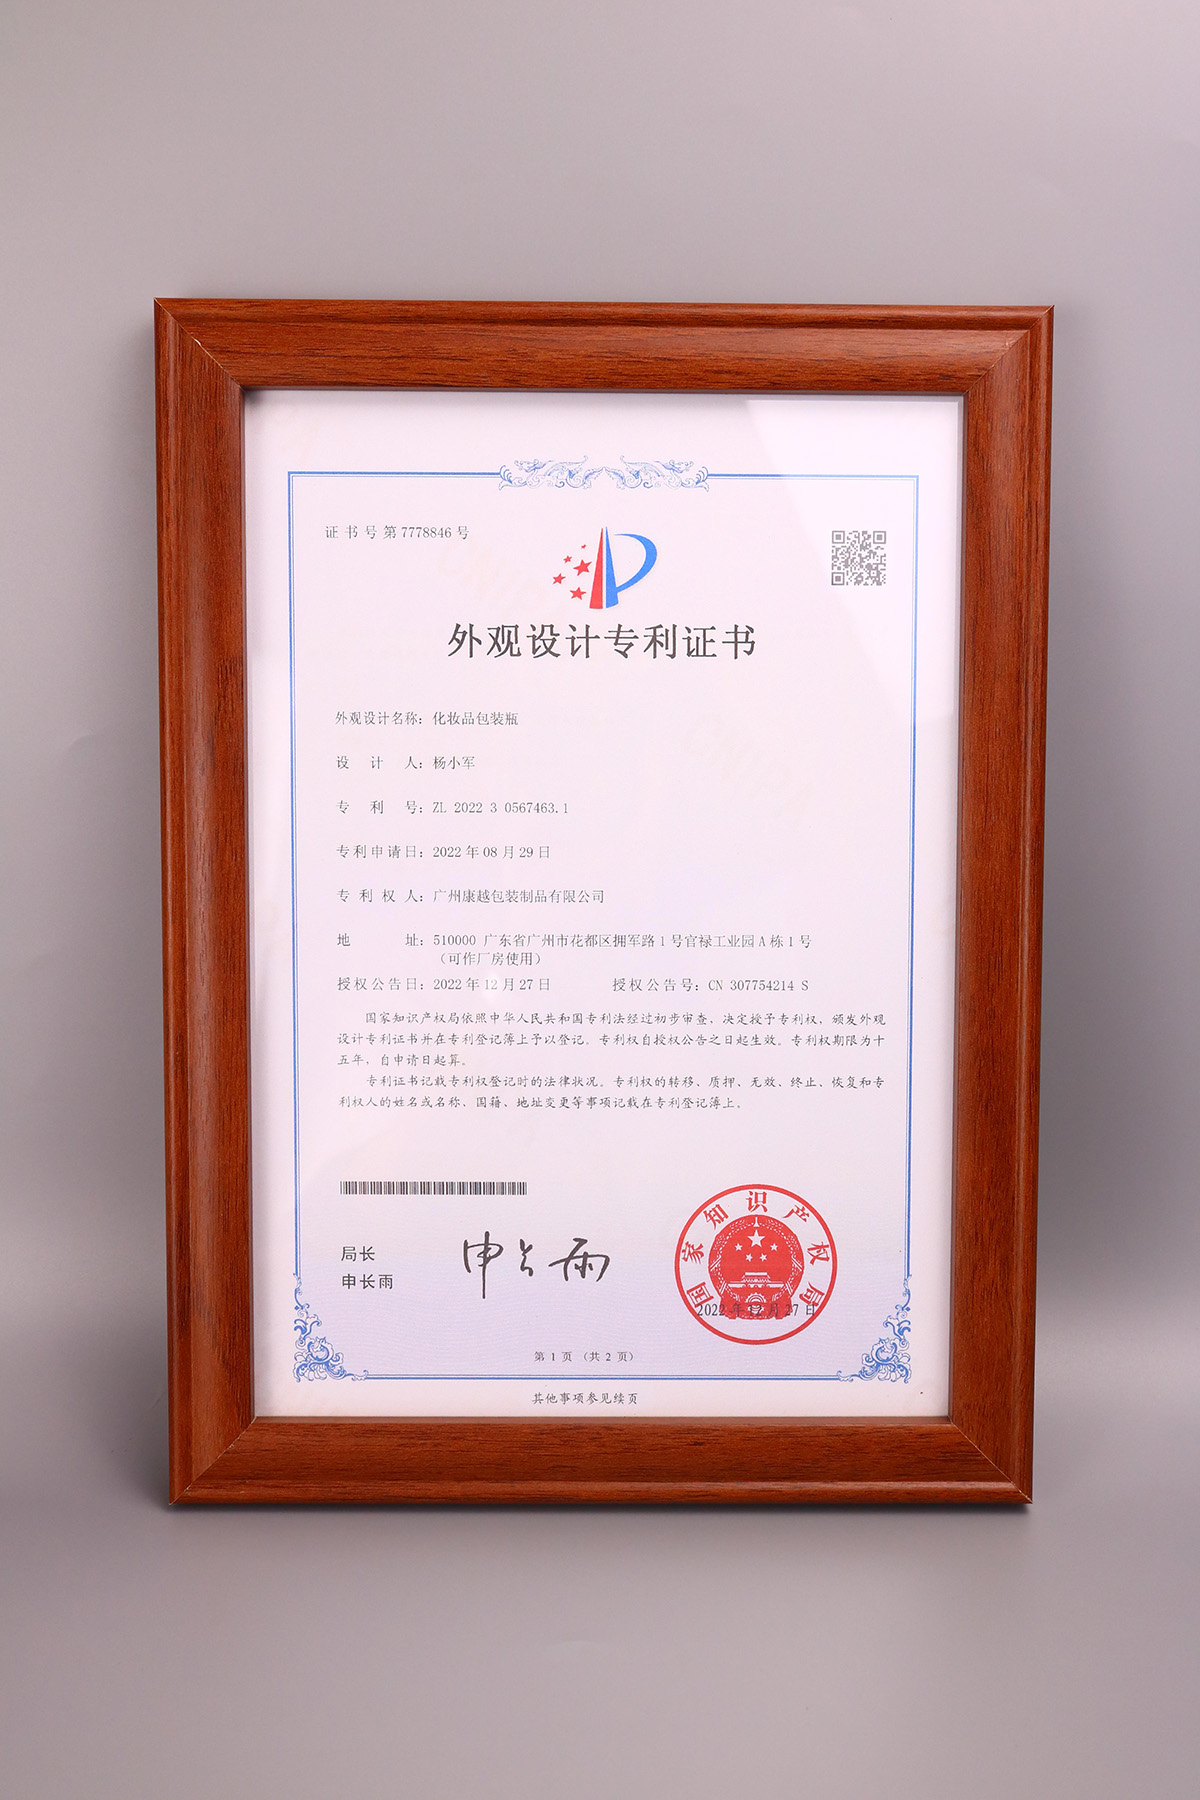 证书号第7778846号
外观设计专利证书
外观设计名称：化妆品包装瓶
设计人：杨小军
专利号：ZL 2022 3 0567463.1
专利申请日：2022年08月29日
专利权人：广州康越包装制品有限公司
地址：510000 广东省广州市花都区拥军路1号官禄工业园A栋1号
（可作厂房使用）
授权公告日：2022年12月27日 授权公告号：CN 307754214 S
国家知识产权局依照中华人民共和国专利法经过初步审查，决定授予专利权，颁发外观
设计专利证书并在专利登记簿上予以登记。专利权自授权公告之日起生效。专利权期限为十
五年，自申请日起算。
专利证书记载专利权登记时的法律状况。专利权的转移、质押、无效、终止、恢复和专
利权人的姓名或名称、国籍、地址变更等事项记载在专利登记簿上。
局长
申长雨
申长雨
国家知识产权局
2022年12月27日
第 1 页 （共 2 页）
其他事项参见续页